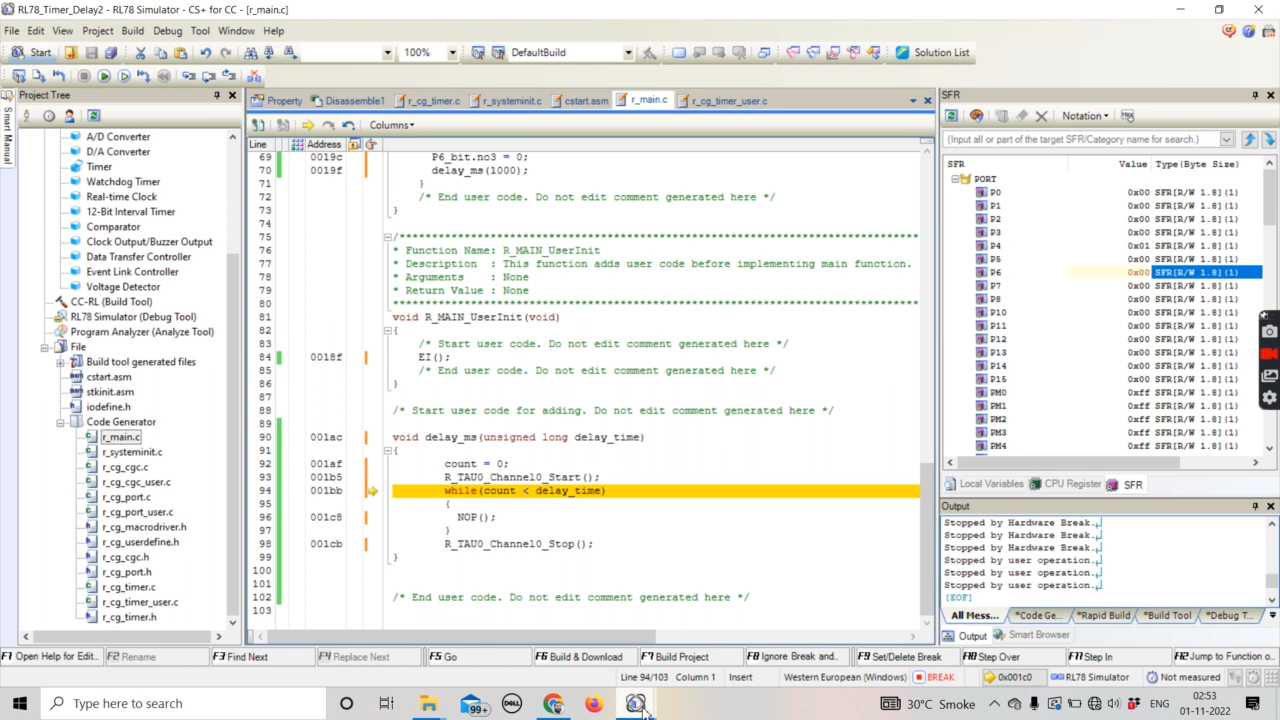 RL78_Timer_Delay2 - RL78 Simulator - CS+ for CC - [r_main.c]
File Edit View Project Build Debug Tool Window Help
Start 100% DefaultBuild Solution List
Project Tree
Smart Manual
A/D Converter
D/A Converter
Timer
Watchdog Timer
Real-time Clock
12-Bit Interval Timer
Comparator
Clock Output/Buzzer Output
Data Transfer Controller
Event Link Controller
Voltage Detector
CC-RL (Build Tool)
RL78 Simulator (Debug Tool)
Program Analyzer (Analyze Tool)
File
Build tool generated files
cstart.asm
stkinit.asm
iodefine.h
Code Generator
r_main.c
r_systeminit.c
r_cg_cgc.c
r_cg_cgc_user.c
r_cg_port.c
r_cg_port_user.c
r_cg_macrodriver.h
r_cg_userdefine.h
r_cg_cgc.h
r_cg_port.h
r_cg_timer.c
r_cg_timer_user.c
r_cg_timer.h
Property Disassemble1 r_cg_timer.c r_systeminit.c cstart.asm r_main.c r_cg_timer_user.c
Columns
Line Address
69 0019c P6_bit.no3 = 0;
70 0019f delay_ms(1000);
71 }
72 /* End user code. Do not edit comment generated here */
73 }
74
75 /*******************************************************************************
76 * Function Name: R_MAIN_UserInit
77 * Description : This function adds user code before implementing main function.
78 * Arguments : None
79 * Return Value : None
80 ********************************************************************************
81 void R_MAIN_UserInit(void)
82 {
83 /* Start user code. Do not edit comment generated here */
84 0018f EI();
85 /* End user code. Do not edit comment generated here */
86 }
87
88 /* Start user code for adding. Do not edit comment generated here */
89
90 001ac void delay_ms(unsigned long delay_time)
91 {
92 001af count = 0;
93 001b5 R_TAU0_Channel0_Start();
94 001bb while(count < delay_time)
95 {
96 001c8 NOP();
97 }
98 001cb R_TAU0_Channel0_Stop();
99 }
100
101
102 /* End user code. Do not edit comment generated here */
103
SFR
Notation
(Input all or part of the target SFR/Category name for search.)
SFR Value Type(Byte Size)
PORT
P0 0x00 SFR[R/W 1.8](1)
P1 0x00 SFR[R/W 1.8](1)
P2 0x00 SFR[R/W 1.8](1)
P3 0x00 SFR[R/W 1.8](1)
P4 0x01 SFR[R/W 1.8](1)
P5 0x00 SFR[R/W 1.8](1)
P6 0x00 SFR[R/W 1.8](1)
P7 0x00 SFR[R/W 1.8](1)
P8 0x00 SFR[R/W 1.8](1)
P10 0x00 SFR[R/W 1.8](1)
P11 0x00 SFR[R/W 1.8](1)
P12 0x00 SFR[R/W 1.8](1)
P13 0x00 SFR[R/W 1.8](1)
P14 0x00 SFR[R/W 1.8](1)
P15 0x00 SFR[R/W 1.8](1)
PM0 0xff SFR[R/W 1.8](1)
PM1 0xff SFR[R/W 1.8](1)
PM2 0xff SFR[R/W 1.8](1)
PM3 0xff SFR[R/W 1.8](1)
PM4 0xff SFR[R/W 1.8](1)
Local Variables CPU Register SFR
Output
Stopped by Hardware Break.
Stopped by Hardware Break.
Stopped by Hardware Break.
Stopped by user operation.
Stopped by user operation.
Stopped by user operation.
[EOF]
All Mess... *Code Ge... *Rapid Build *Build Tool *Debug T...
Output Smart Browser
F1 Open Help for Edit... F2 Rename F3 Find Next F4 Replace Next F5 Go F6 Build & Download F7 Build Project F8 Ignore Break and... F9 Set/Delete Break F10 Step Over F11 Step In F12 Jump to Function o...
Line 94/103 Column 1 Insert Western European (Windows) BREAK 0x001c0 RL78 Simulator Not measured
Type here to search DELL 99+ 30°C Smoke ENG 02:53
01-11-2022